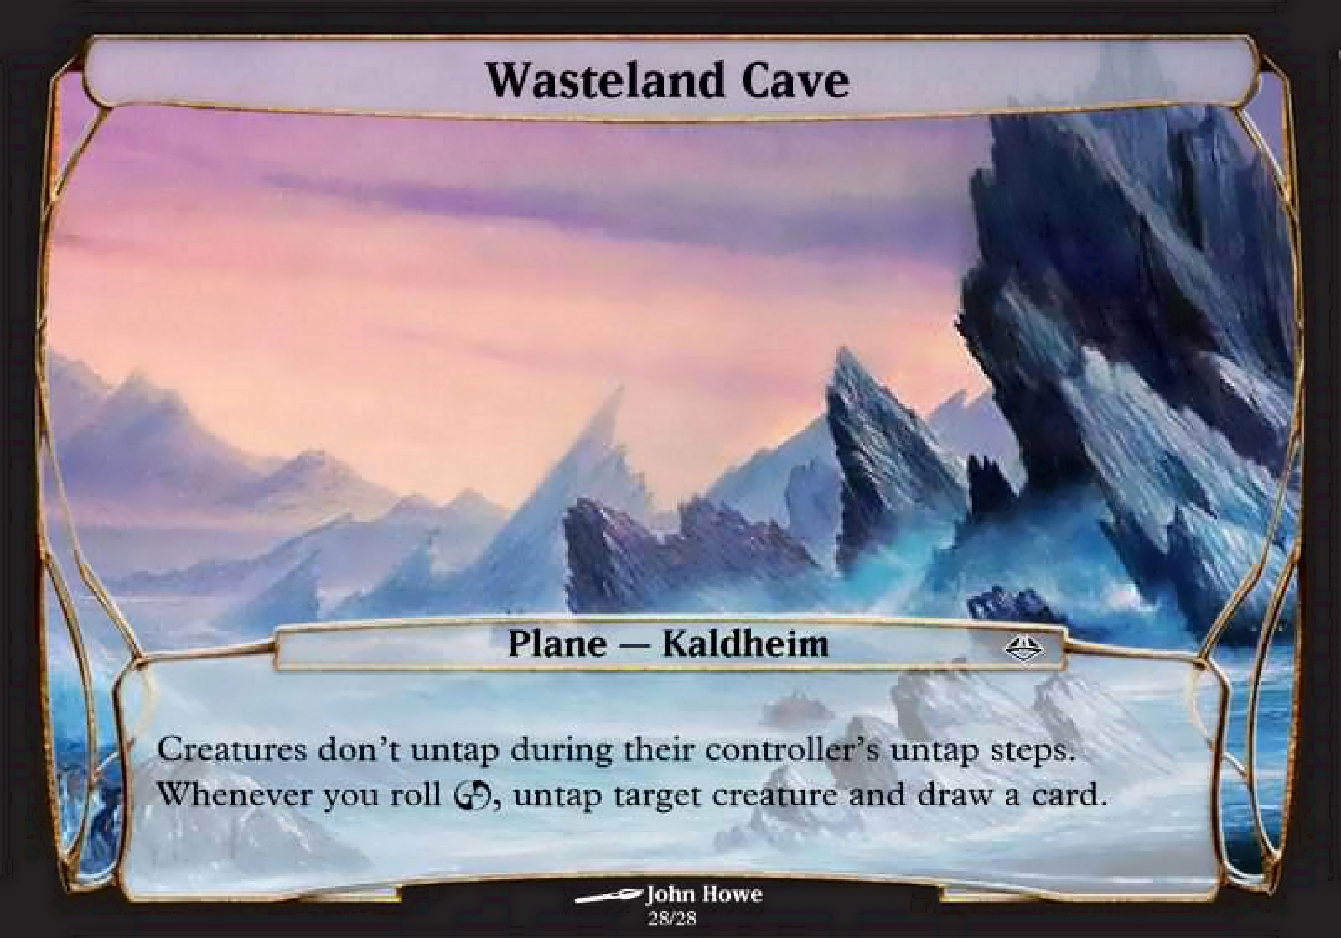 Wasteland Cave
Plane — Kaldheim
Creatures don't untap during their controller's untap steps.
Whenever you roll , untap target creature and draw a card.
John Howe
28/28